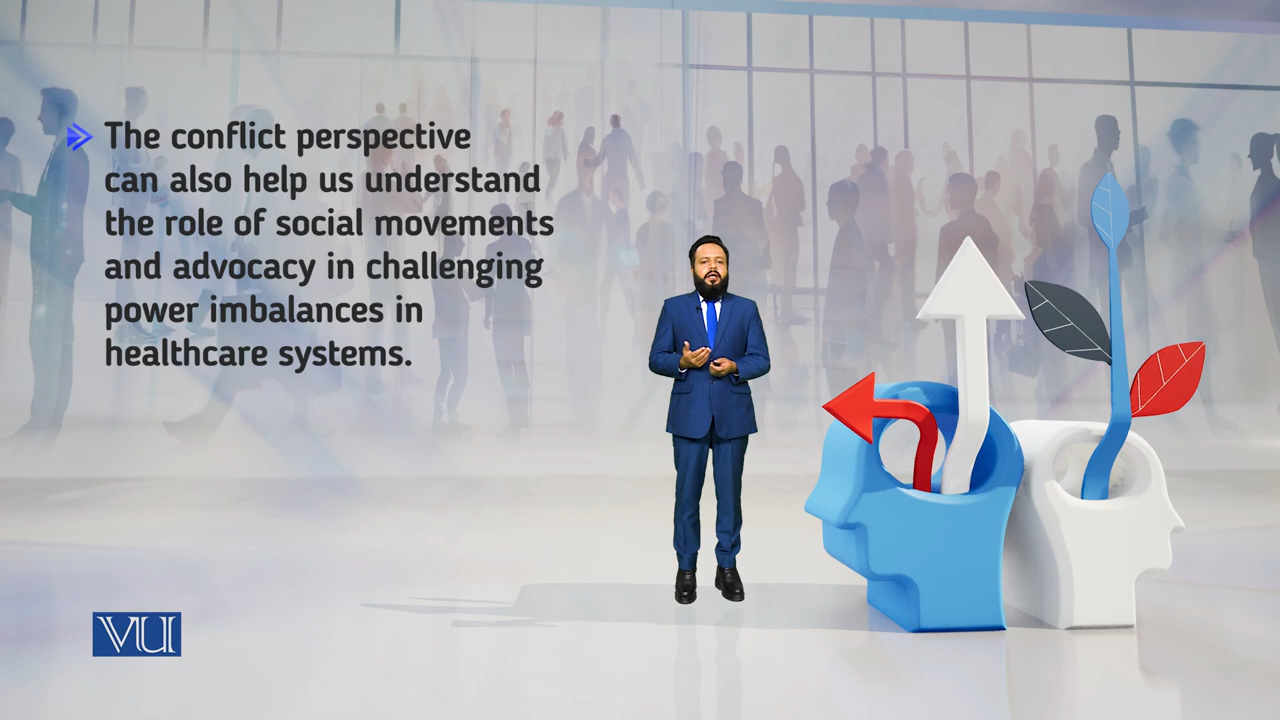 The conflict perspective
can also help us understand
the role of social movements
and advocacy in challenging
power imbalances in
healthcare systems.
VU